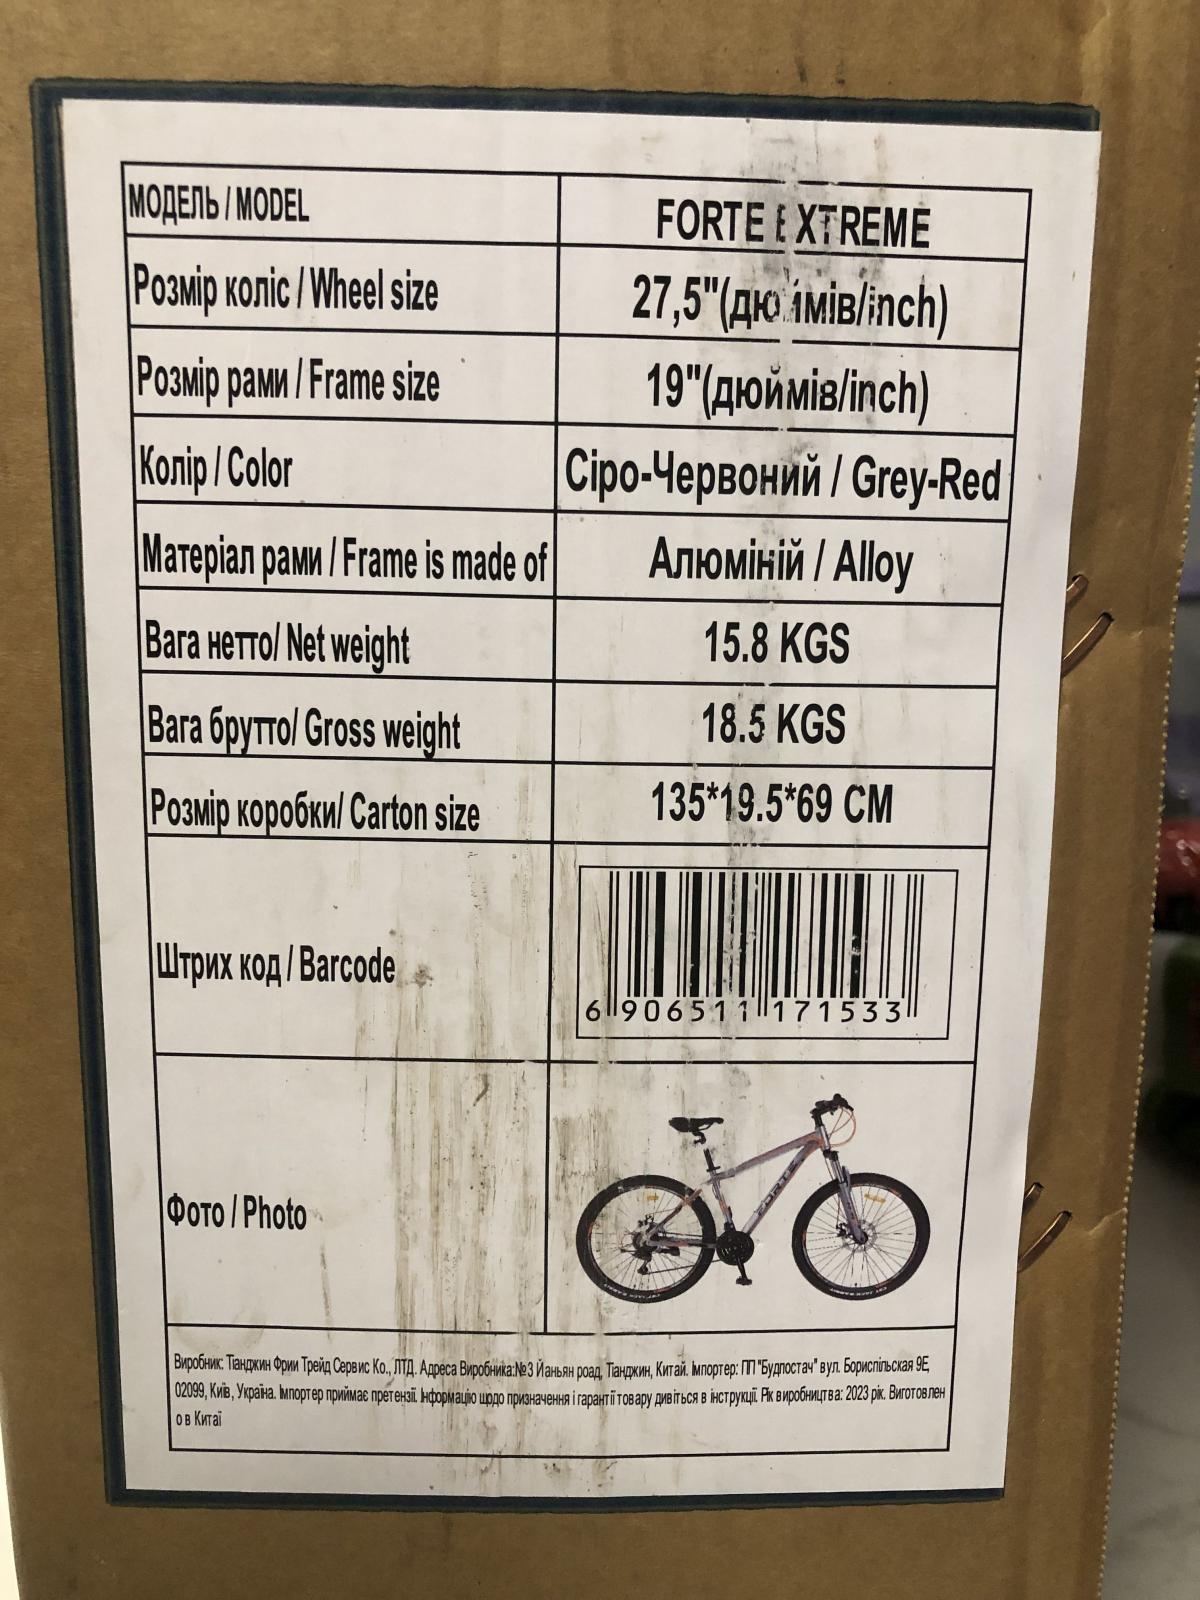 МОДЕЛЬ / MODEL FORTE EXTREME
Розмір коліс / Wheel size 27,5"(дюймів/inch)
Розмір рами / Frame size 19"(дюймів/inch)
Колір / Color Сіро-Червоний / Grey-Red
Матеріал рами / Frame is made of Алюміній / Alloy
Вага нетто/ Net weight 15.8 KGS
Вага брутто/ Gross weight 18.5 KGS
Розмір коробки/ Carton size 135*19.5*69 CM
Штрих код / Barcode 6 906511 171533
Фото / Photo
FORTE
Виробник: Тіанджин Фрии Трейд Сервис Ко., ЛТД. Адреса Виробника:№3 Йаньян роад, Тіанджин, Китай. Імпортер: ПП "Будпостач" вул. Бориспільская 9Е,
02099, Київ, Україна. Імпортер приймає претензії. Інформацію щодо призначення і гарантії товару дивіться в інструкції. Рік виробництва: 2023 рік. Виготовлен
о в Китаї